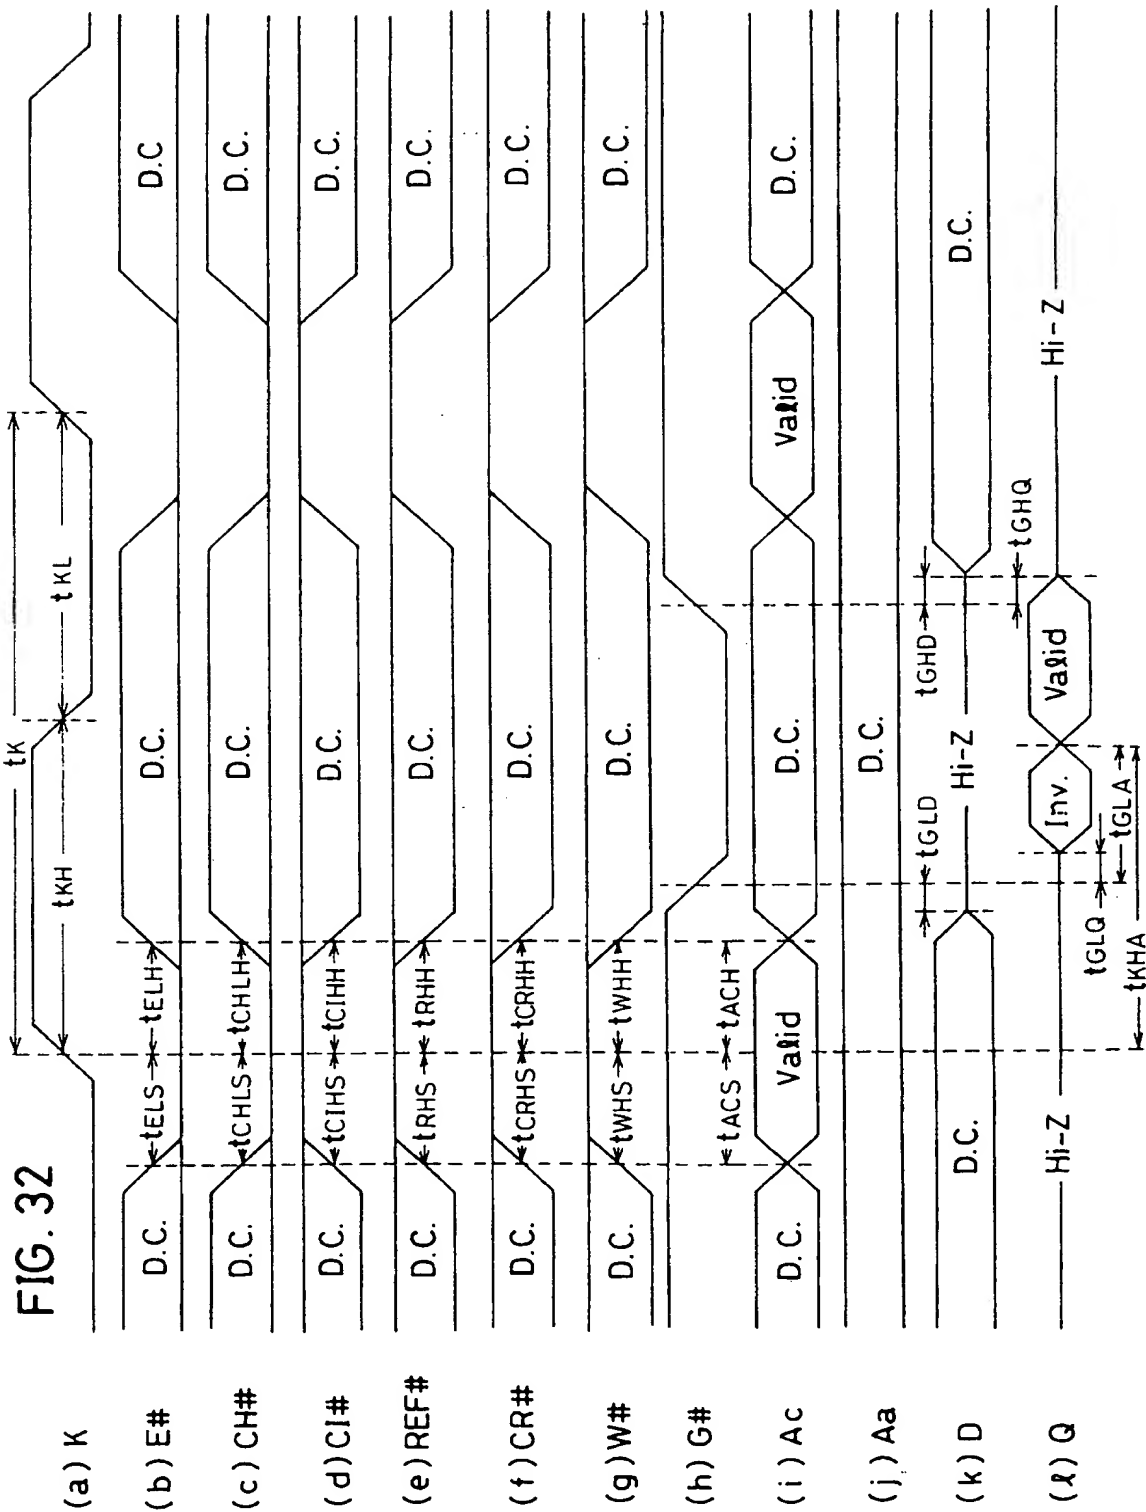 FIG. 32
tK
(a) K
tKH
tKL
(b) E#
D.C.
tELS
tELH
D.C.
D.C
(c) CH#
D.C.
tCHLS
tCHLH
D.C.
D.C.
(d) CI#
D.C.
tCIHS
tCIHH
D.C.
D.C.
(e) REF#
D.C.
tRHS
tRHH
D.C.
D.C.
(f) CR#
D.C.
tCRHS
tCRHH
D.C.
D.C.
(g) W#
D.C.
tWHS
tWHH
D.C.
D.C.
(h) G#
tACS
tACH
(i) Ac
D.C.
Valid
D.C.
Valid
D.C.
(j) Aa
D.C.
tGLD
tGHD
(k) D
D.C.
Hi-Z
D.C.
tGHQ
(l) Q
Hi-Z
Inv.
Valid
Hi-Z
tGLQ
tGLA
tKHA